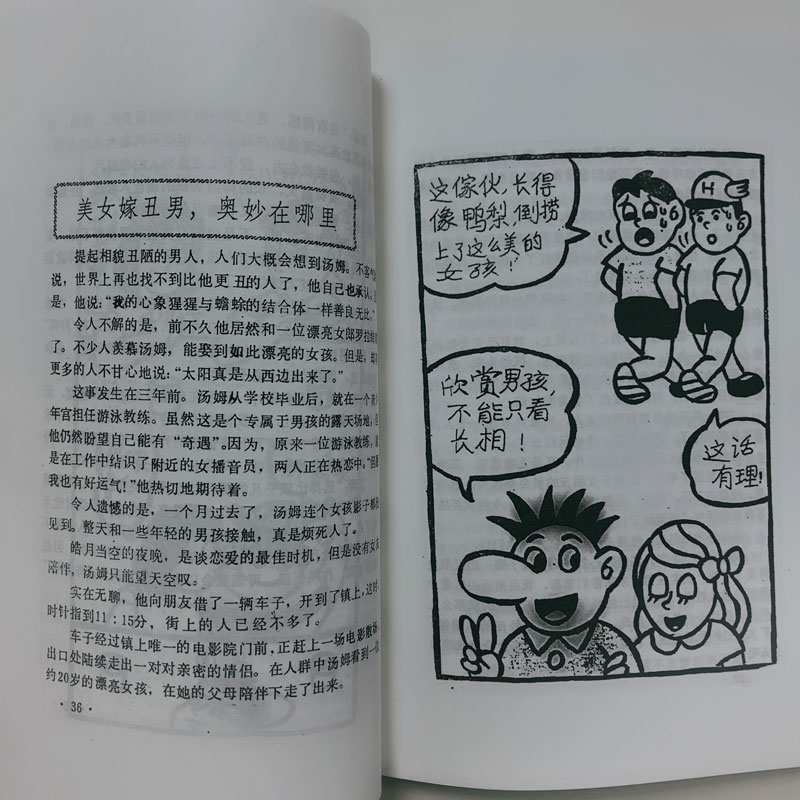 美女嫁丑男，奥妙在哪里
提起相貌丑陋的男人，人们大概会想到汤姆。不客气
说，世界上再也找不到比他更丑的人了，他自己也承认。
是，他说：“我的心象猩猩与蟾蜍的结合体一样善良无比。”
令人不解的是，前不久他居然和一位漂亮女郎罗拉结
了。不少人羡慕汤姆，能娶到如此漂亮的女孩。但是，却
更多的人不甘心地说：“太阳真是从西边出来了。”
这事发生在三年前。汤姆从学校毕业后，就在一个
年官担任游泳教练。虽然这是个专属于男孩的露天场地，但
他仍然盼望自己能有“奇遇”。因为，原来一位游泳教练，
是在工作中结识了附近的女播音员，两人正在热恋中。“但愿
我也有好运气！”他热切地期待着。
令人遗憾的是，一个月过去了，汤姆连个女孩影子都没
见到。整天和一些年轻的男孩接触，真是烦死人了。
皓月当空的夜晚，是谈恋爱的最佳时机，但是没有女
陪伴，汤姆只能望天空叹。
实在无聊，他向朋友借了一辆车子，开到了镇上，这时
时针指到11：15分，街上的人已经不多了。
车子经过镇上唯一的电影院门前，正赶上一场电影散场，
出口处陆续走出一对对亲密的情侣。在人群中汤姆看到一
约20岁的漂亮女孩，在她的父母陪伴下走了出来。
·36·
这傢伙，长得
像鸭梨，倒捞
上了这么美的
女孩！
H
欣赏男孩，
不能只看
长相！
这话
有理！